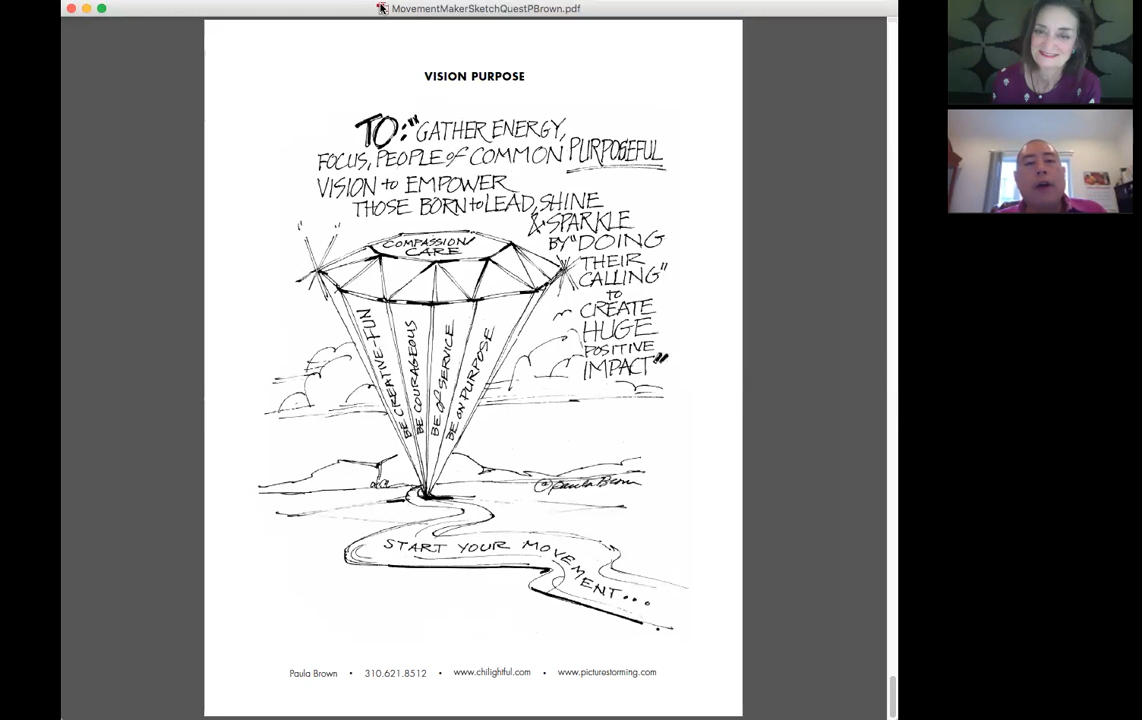 MovementMakerSketchQuestPBrown.pdf
VISION PURPOSE
TO: "GATHER ENERGY,
FOCUS, PEOPLE of COMMON PURPOSEFUL
VISION to EMPOWER
THOSE BORN to LEAD, SHINE
& SPARKLE
BY "DOING
THEIR
CALLING"
to
CREATE
HUGE
POSITIVE
IMPACT"
COMPASSION/
CARE
BE CREATIVE-FUN
BE COURAGEOUS
BE of SERVICE
BE ON PURPOSE
@paula Brown
START YOUR MOVEMENT...
Paula Brown • 310.621.8512 • www.chilightful.com • www.picturestorming.com